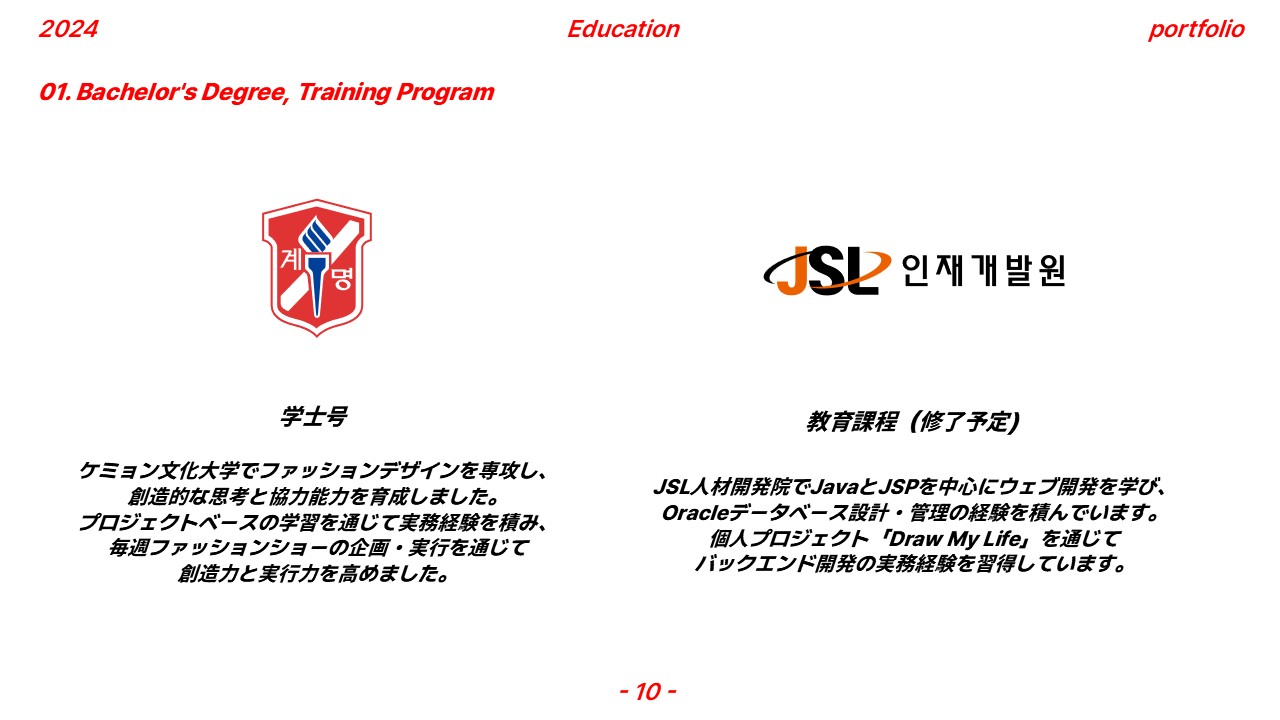 2024
Education
portfolio
01. Bachelor's Degree, Training Program
계
명
学士号
ケミョン文化大学でファッションデザインを専攻し、
創造的な思考と協力能力を育成しました。
プロジェクトベースの学習を通じて実務経験を積み、
毎週ファッションショーの企画・実行を通じて
創造力と実行力を高めました。
JSL 인재개발원
教育課程（修了予定)
JSL人材開発院でJavaとJSPを中心にウェブ開発を学び、
Oracleデータベース設計・管理の経験を積んでいます。
個人プロジェクト「Draw My Life」を通じて
バックエンド開発の実務経験を習得しています。
- 10 -